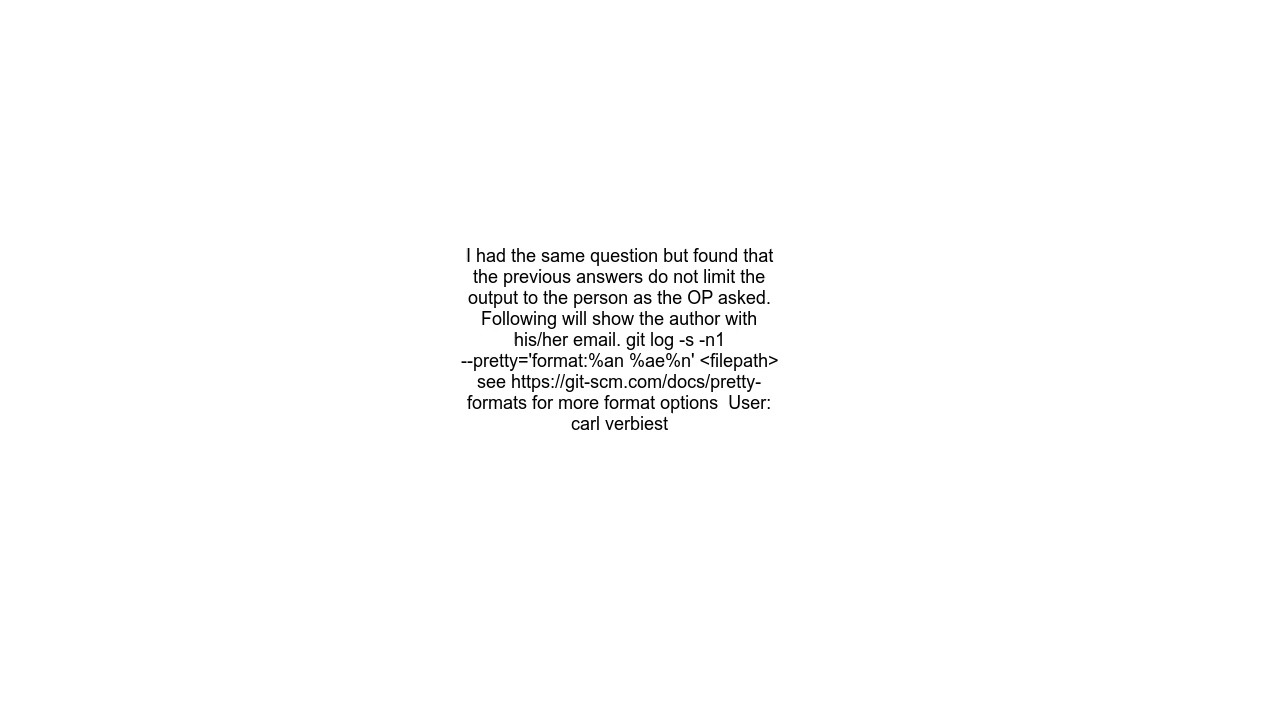 I had the same question but found that
the previous answers do not limit the
output to the person as the OP asked.
Following will show the author with
his/her email. git log -s -n1
--pretty='format:%an %ae%n' <filepath>
see https://git-scm.com/docs/pretty-
formats for more format options  User:
carl verbiest